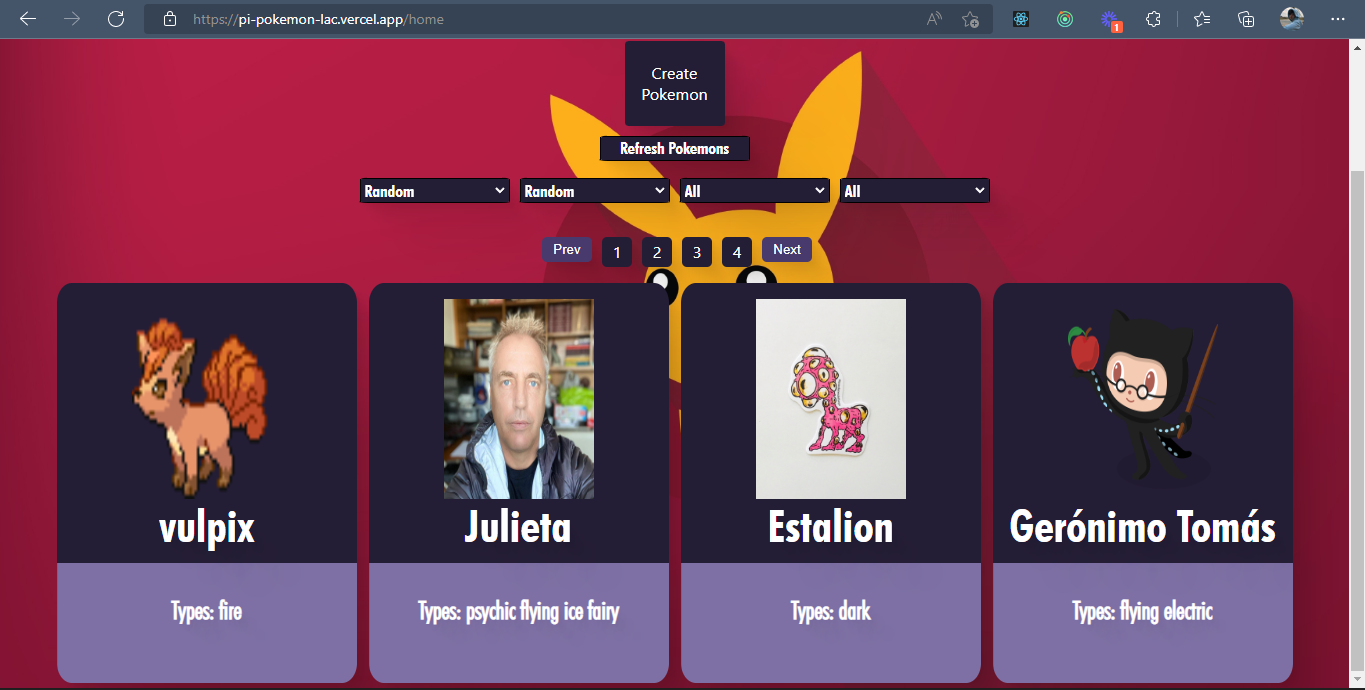 https://pi-pokemon-lac.vercel.app/home
A
1
Create
Pokemon
Refresh Pokemons
Random Random All All
Prev 1 2 3 4 Next
vulpix Julieta Estalion Gerónimo Tomás
Types: fire Types: psychic flying ice fairy Types: dark Types: flying electric